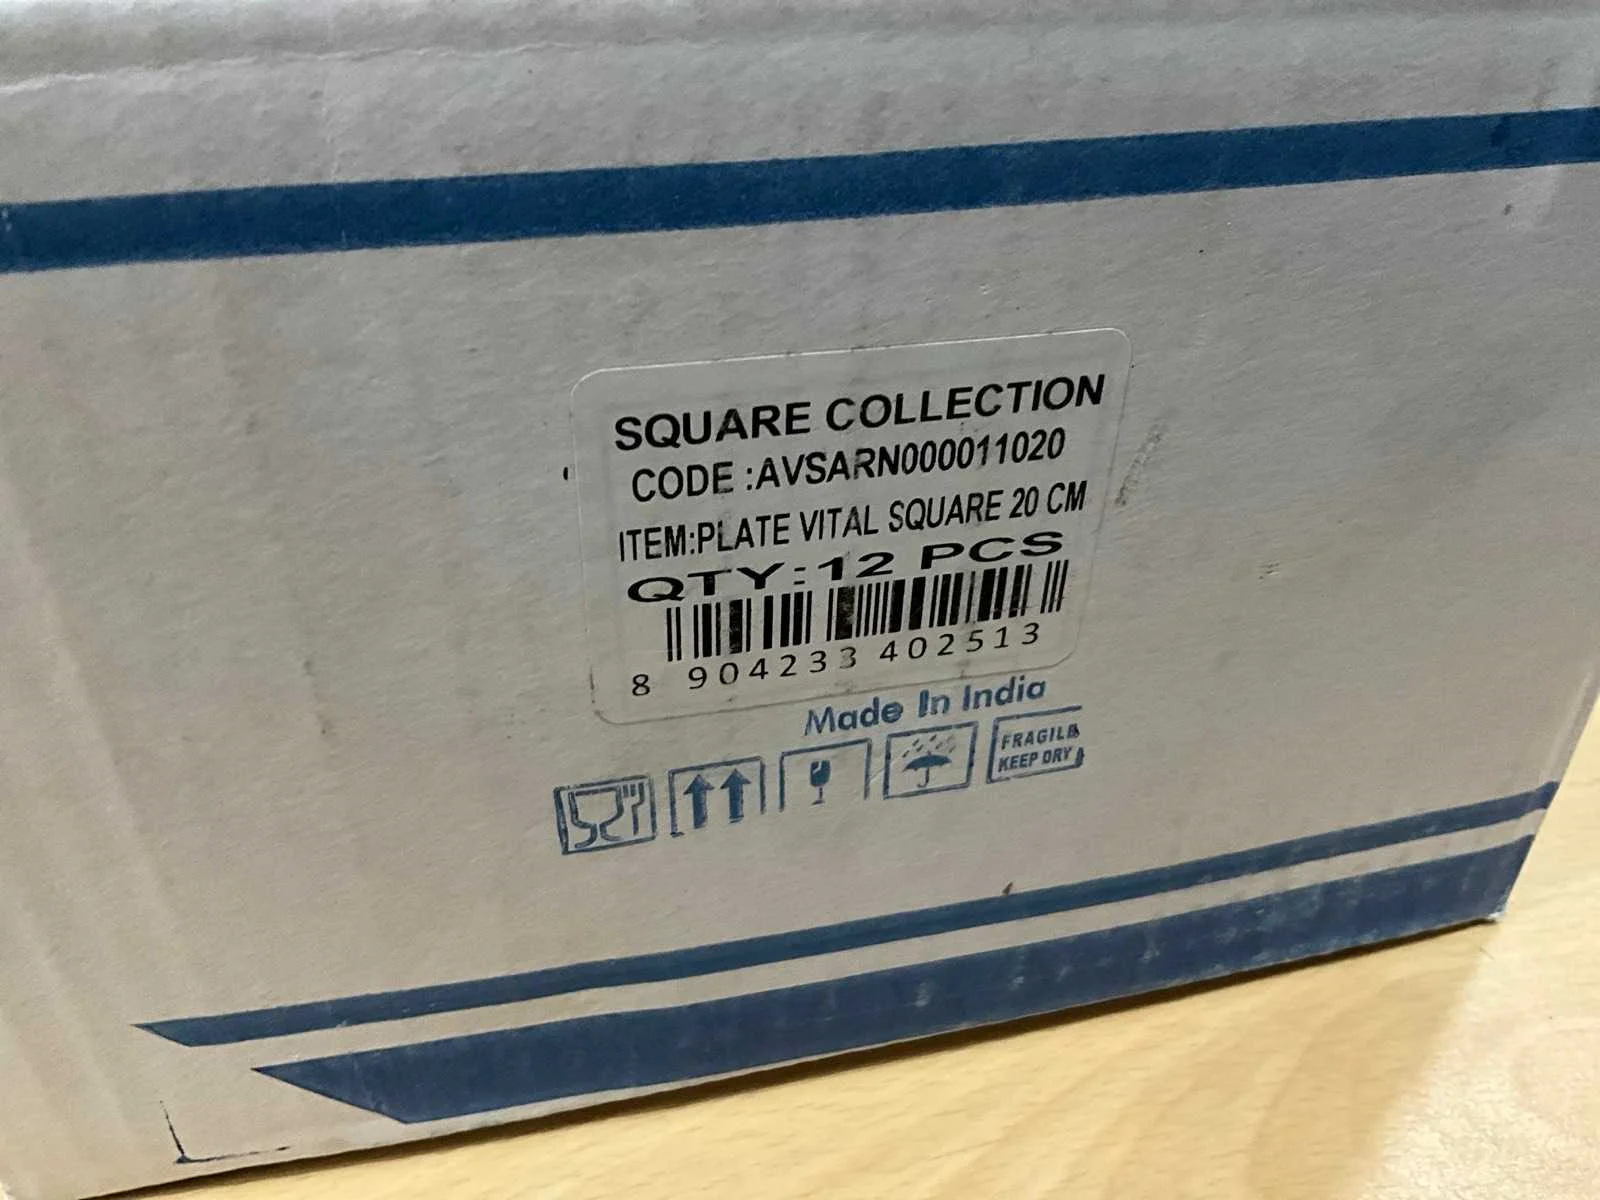 SQUARE COLLECTION
CODE :AVSARN000011020
ITEM:PLATE VITAL SQUARE 20 CM
QTY:12 PCS
8 904233 402513
Made In India
FRAGILE
KEEP DRY